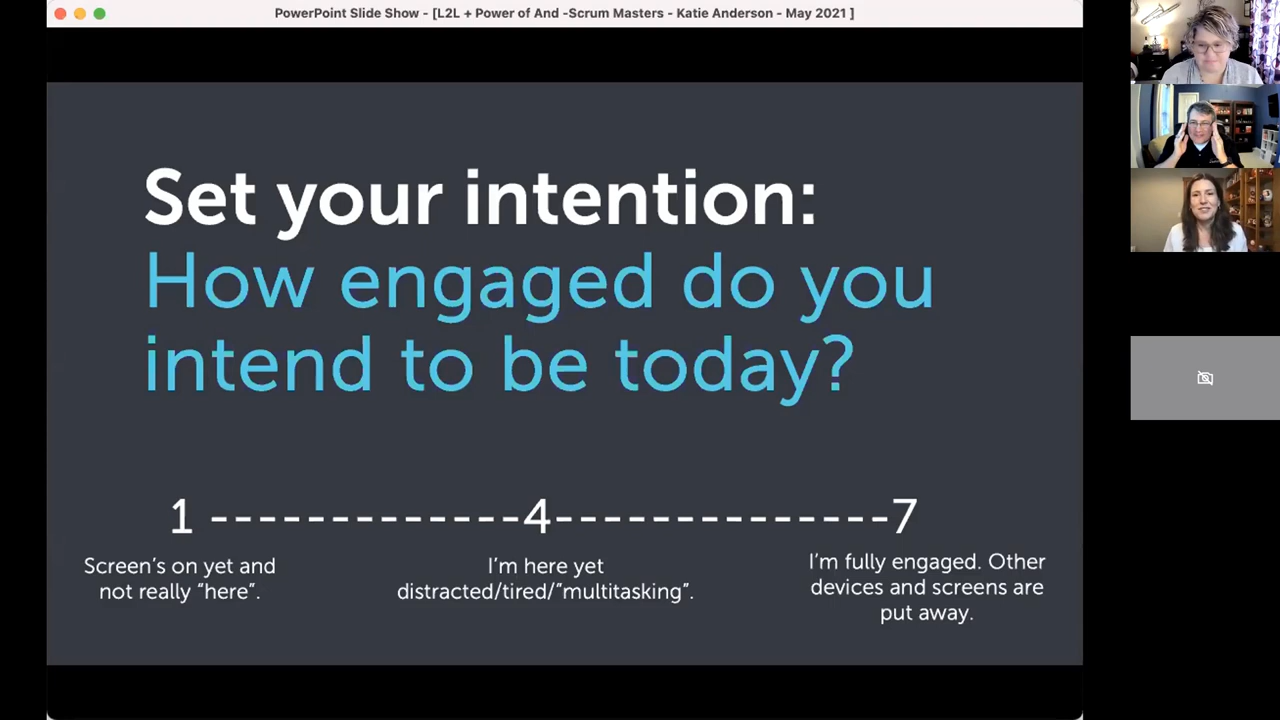 PowerPoint Slide Show - [L2L + Power of And -Scrum Masters - Katie Anderson - May 2021 ]
Set your intention:
How engaged do you
intend to be today?
1 -------------4--------------7
Screen’s on yet and
not really “here”.
I’m here yet
distracted/tired/”multitasking”.
I’m fully engaged. Other
devices and screens are
put away.